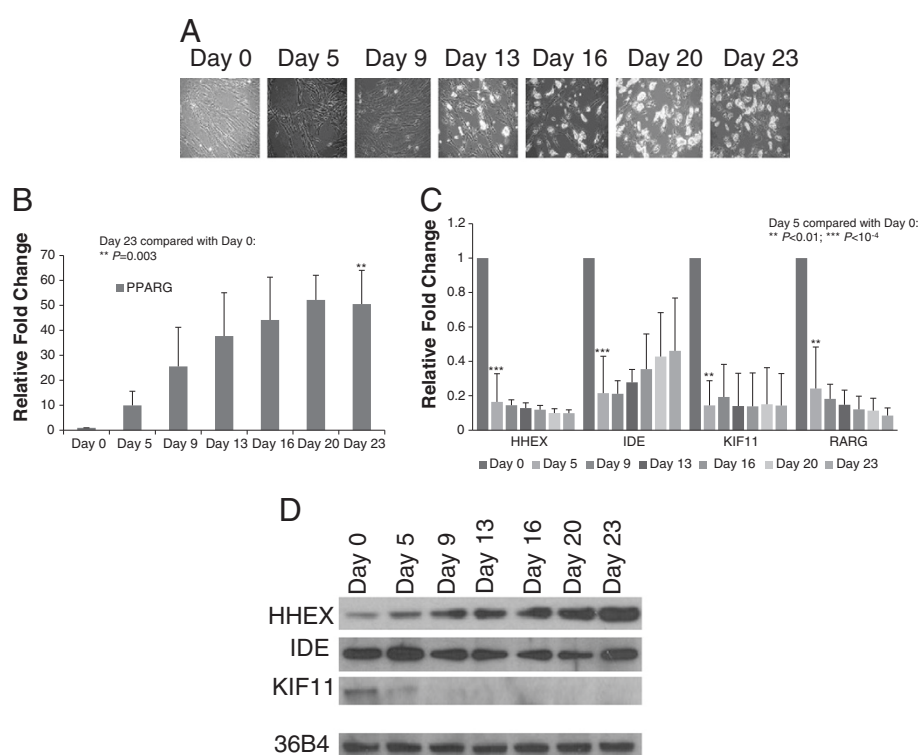 A
Day 0 Day 5 Day 9 Day 13 Day 16 Day 20 Day 23
B
Day 23 compared with Day 0:
** P=0.003
Relative Fold Change
70
60
50
40
30
20
10
0
PPARG
**
Day 0 Day 5 Day 9 Day 13 Day 16 Day 20 Day 23
C
Day 5 compared with Day 0:
** P<0.01; *** P<10-4
Relative Fold Change
1.2
1
0.8
0.6
0.4
0.2
0
*** *** ** **
HHEX IDE KIF11 RARG
Day 0 Day 5 Day 9 Day 13 Day 16 Day 20 Day 23
D
Day 0 Day 5 Day 9 Day 13 Day 16 Day 20 Day 23
HHEX
IDE
KIF11
36B4